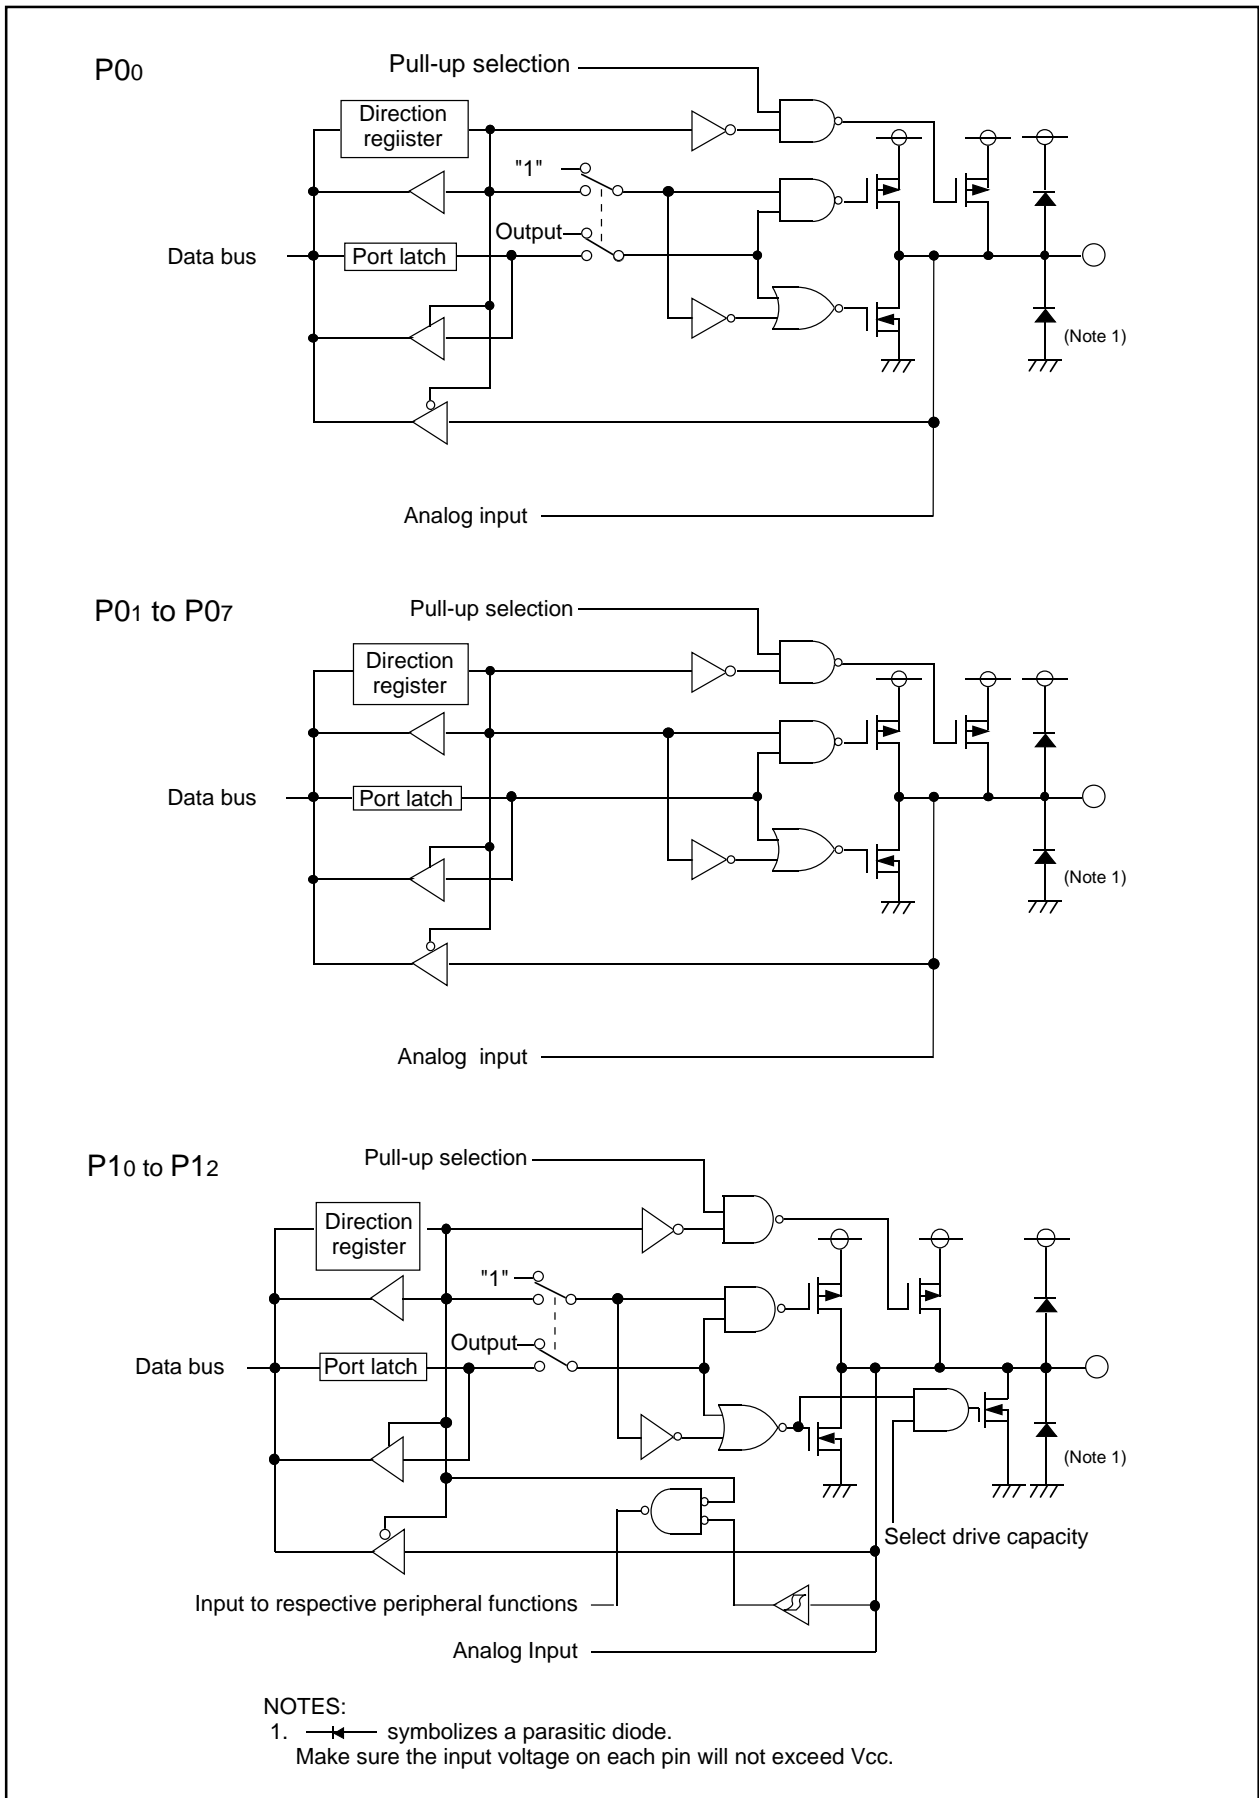 P00
Pull-up selection
Direction
regiister
"1"
Output
Data bus
Port latch
(Note 1)
Analog input
P01 to P07
Pull-up selection
Direction
register
Data bus
Port latch
(Note 1)
Analog input
P10 to P12
Pull-up selection
Direction
register
"1"
Output
Data bus
Port latch
(Note 1)
Select drive capacity
Input to respective peripheral functions
Analog Input
NOTES:
1. symbolizes a parasitic diode.
Make sure the input voltage on each pin will not exceed Vcc.